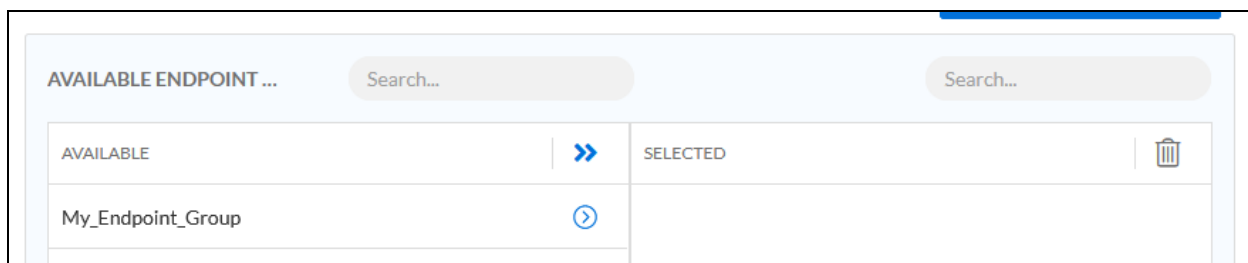 AVAILABLE ENDPOINT ... Search... Search...
AVAILABLE SELECTED
My_Endpoint_Group